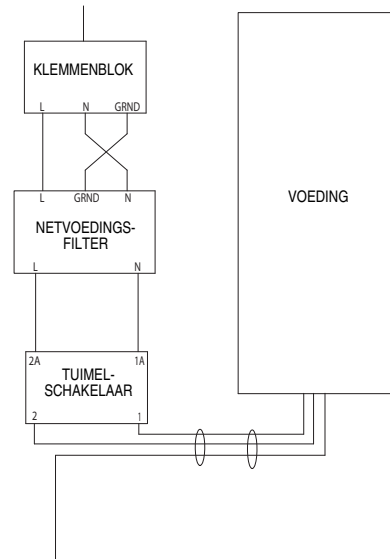 KLEMMENBLOK
L N GRND
L GRND N
NETVOEDINGS-
FILTER
L N
VOEDING
2A 1A
TUIMEL-
SCHAKELAAR
2 1